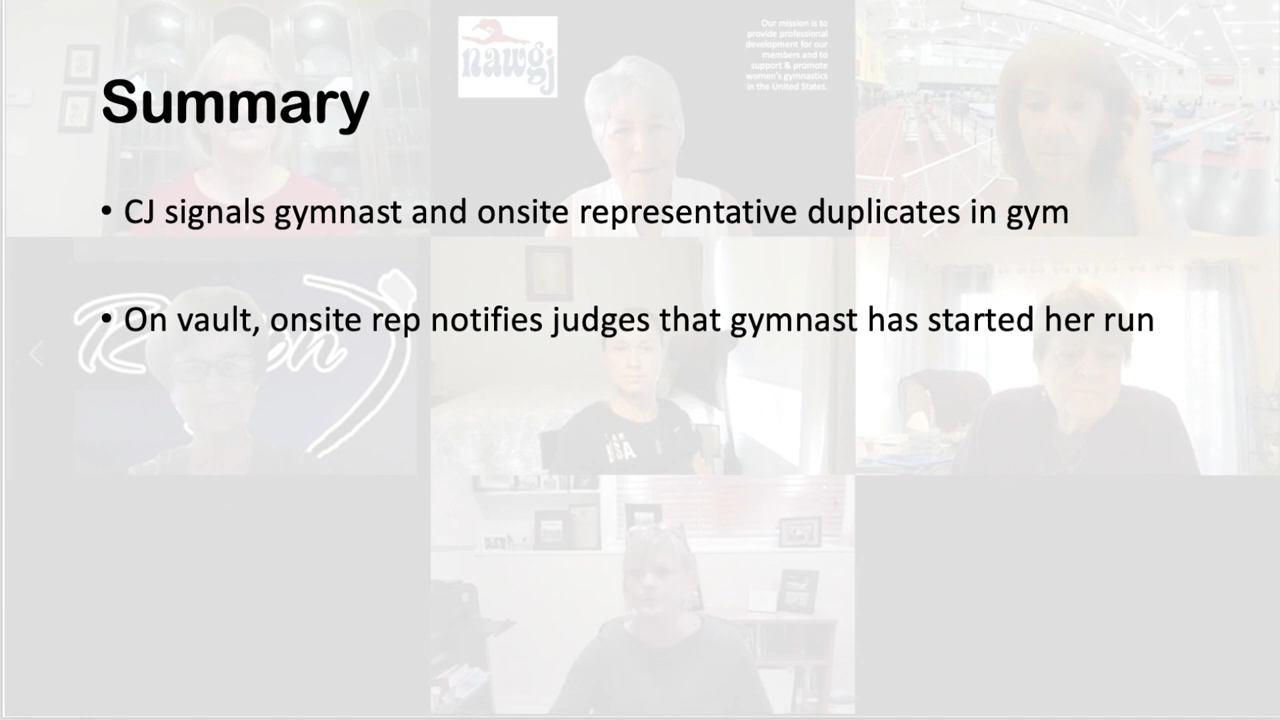 nawgj
Our mission is to
provide professional
development for our
members and to
support & promote
women's gymnastics
in the United States.
Summary
• CJ signals gymnast and onsite representative duplicates in gym
• On vault, onsite rep notifies judges that gymnast has started her run